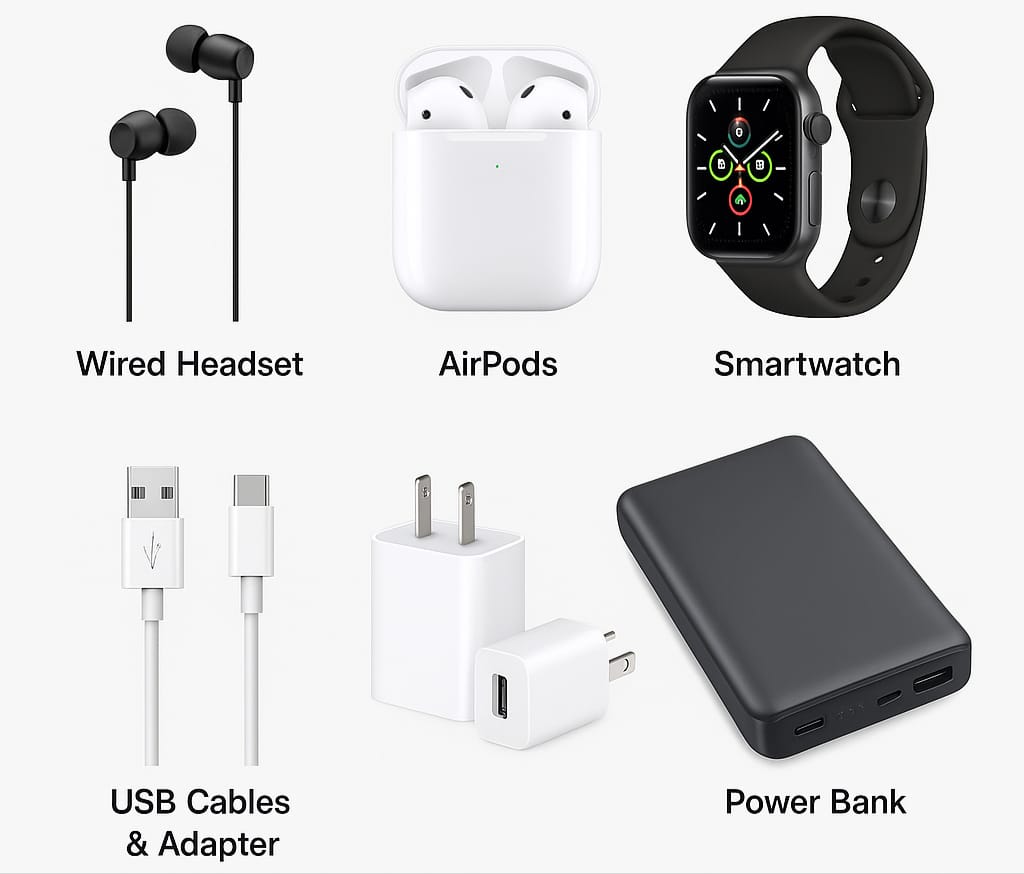 Wired Headset
AirPods
Smartwatch
USB Cables
& Adapter
Power Bank